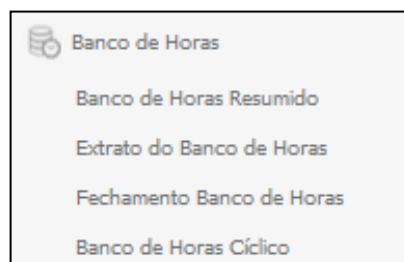 Banco de Horas
Banco de Horas Resumido
Extrato do Banco de Horas
Fechamento Banco de Horas
Banco de Horas Cíclico